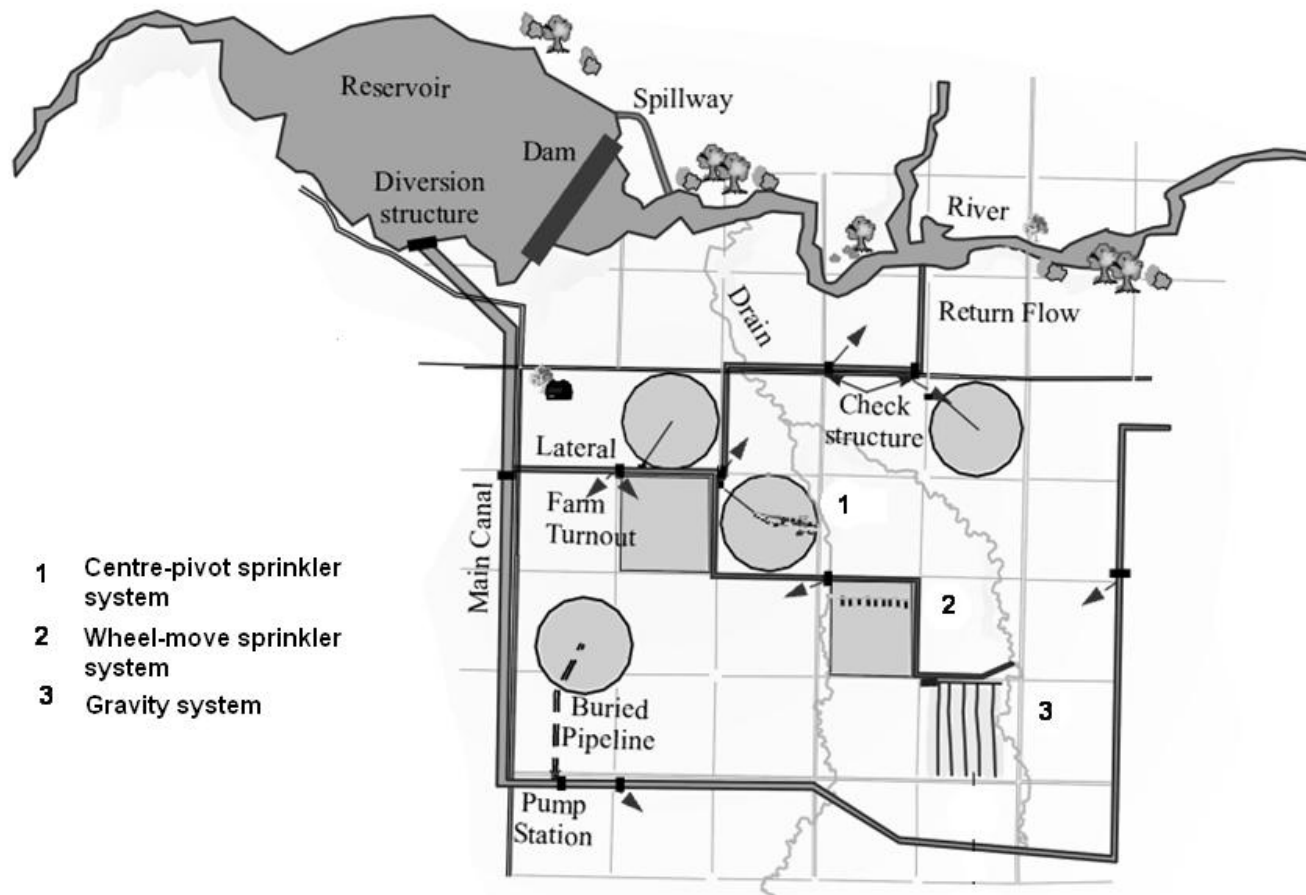 Reservoir
Spillway
Dam
Diversion
structure
River
Return Flow
Drain
Check
structure
Lateral
Farm
Turnout
Main Canal
1
2
3
Buried
Pipeline
Pump
Station
1 Centre-pivot sprinkler
system
2 Wheel-move sprinkler
system
3 Gravity system